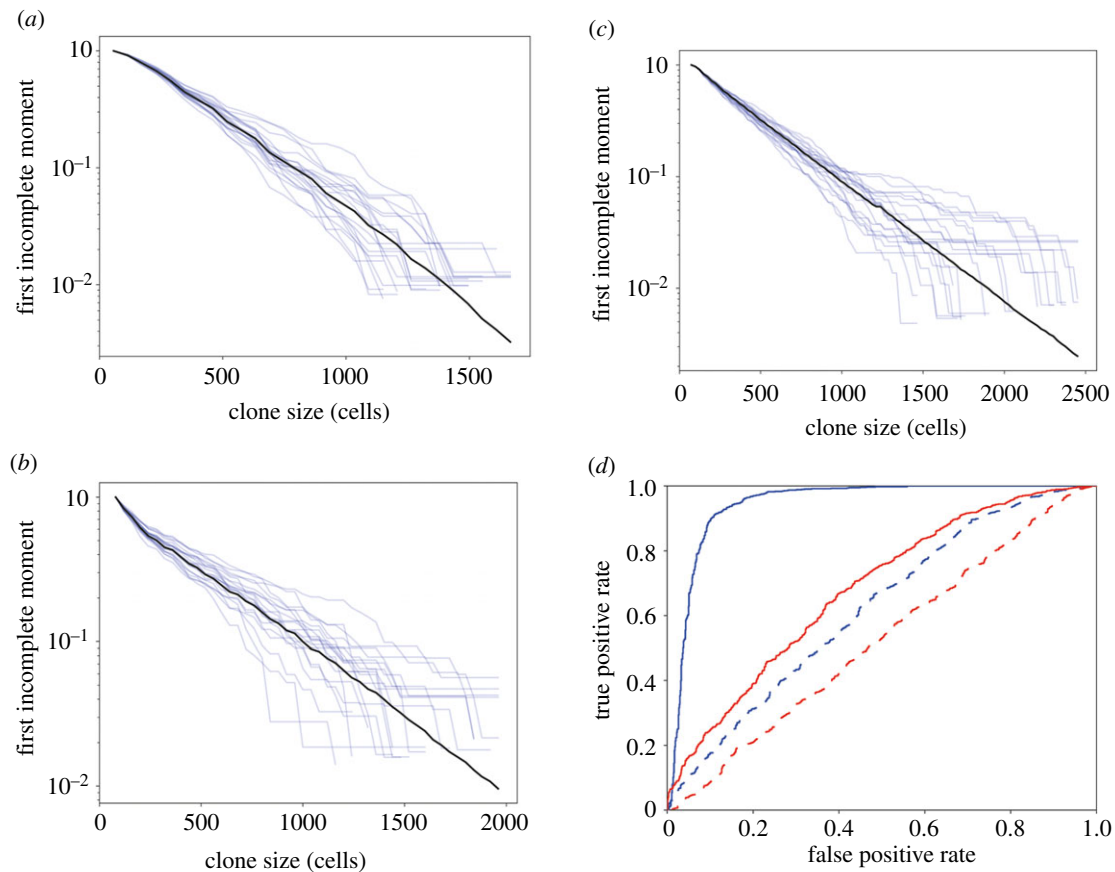 (a)
first incomplete moment
10
10⁻¹
10⁻²
0 500 1000 1500
clone size (cells)
(c)
first incomplete moment
10
10⁻¹
10⁻²
0 500 1000 1500 2000 2500
clone size (cells)
(b)
first incomplete moment
10
10⁻¹
10⁻²
0 500 1000 1500 2000
clone size (cells)
(d)
true positive rate
1.0
0.8
0.6
0.4
0.2
0
0 0.2 0.4 0.6 0.8 1.0
false positive rate